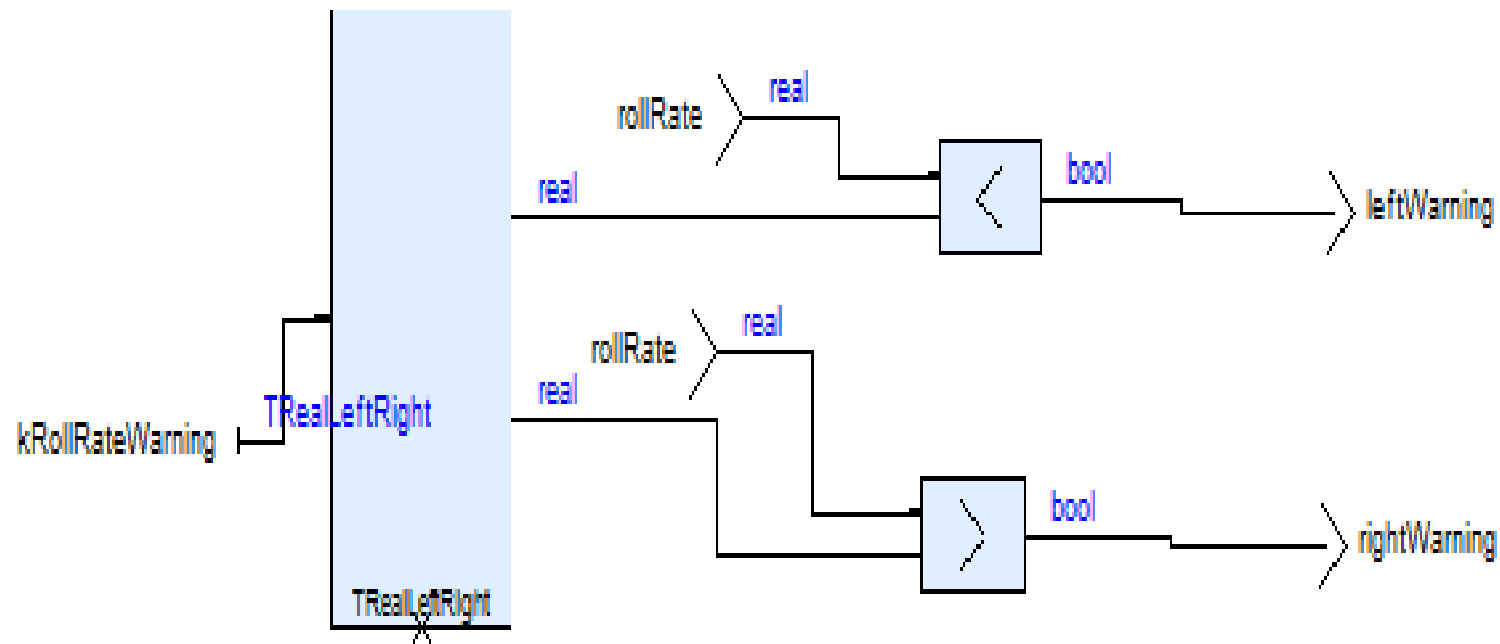 real
rollRate
bool
real
leftWarning
real
rollRate
real
TRealLeftRight
kRollRateWarning
bool
rightWarning
TRealLeftRight